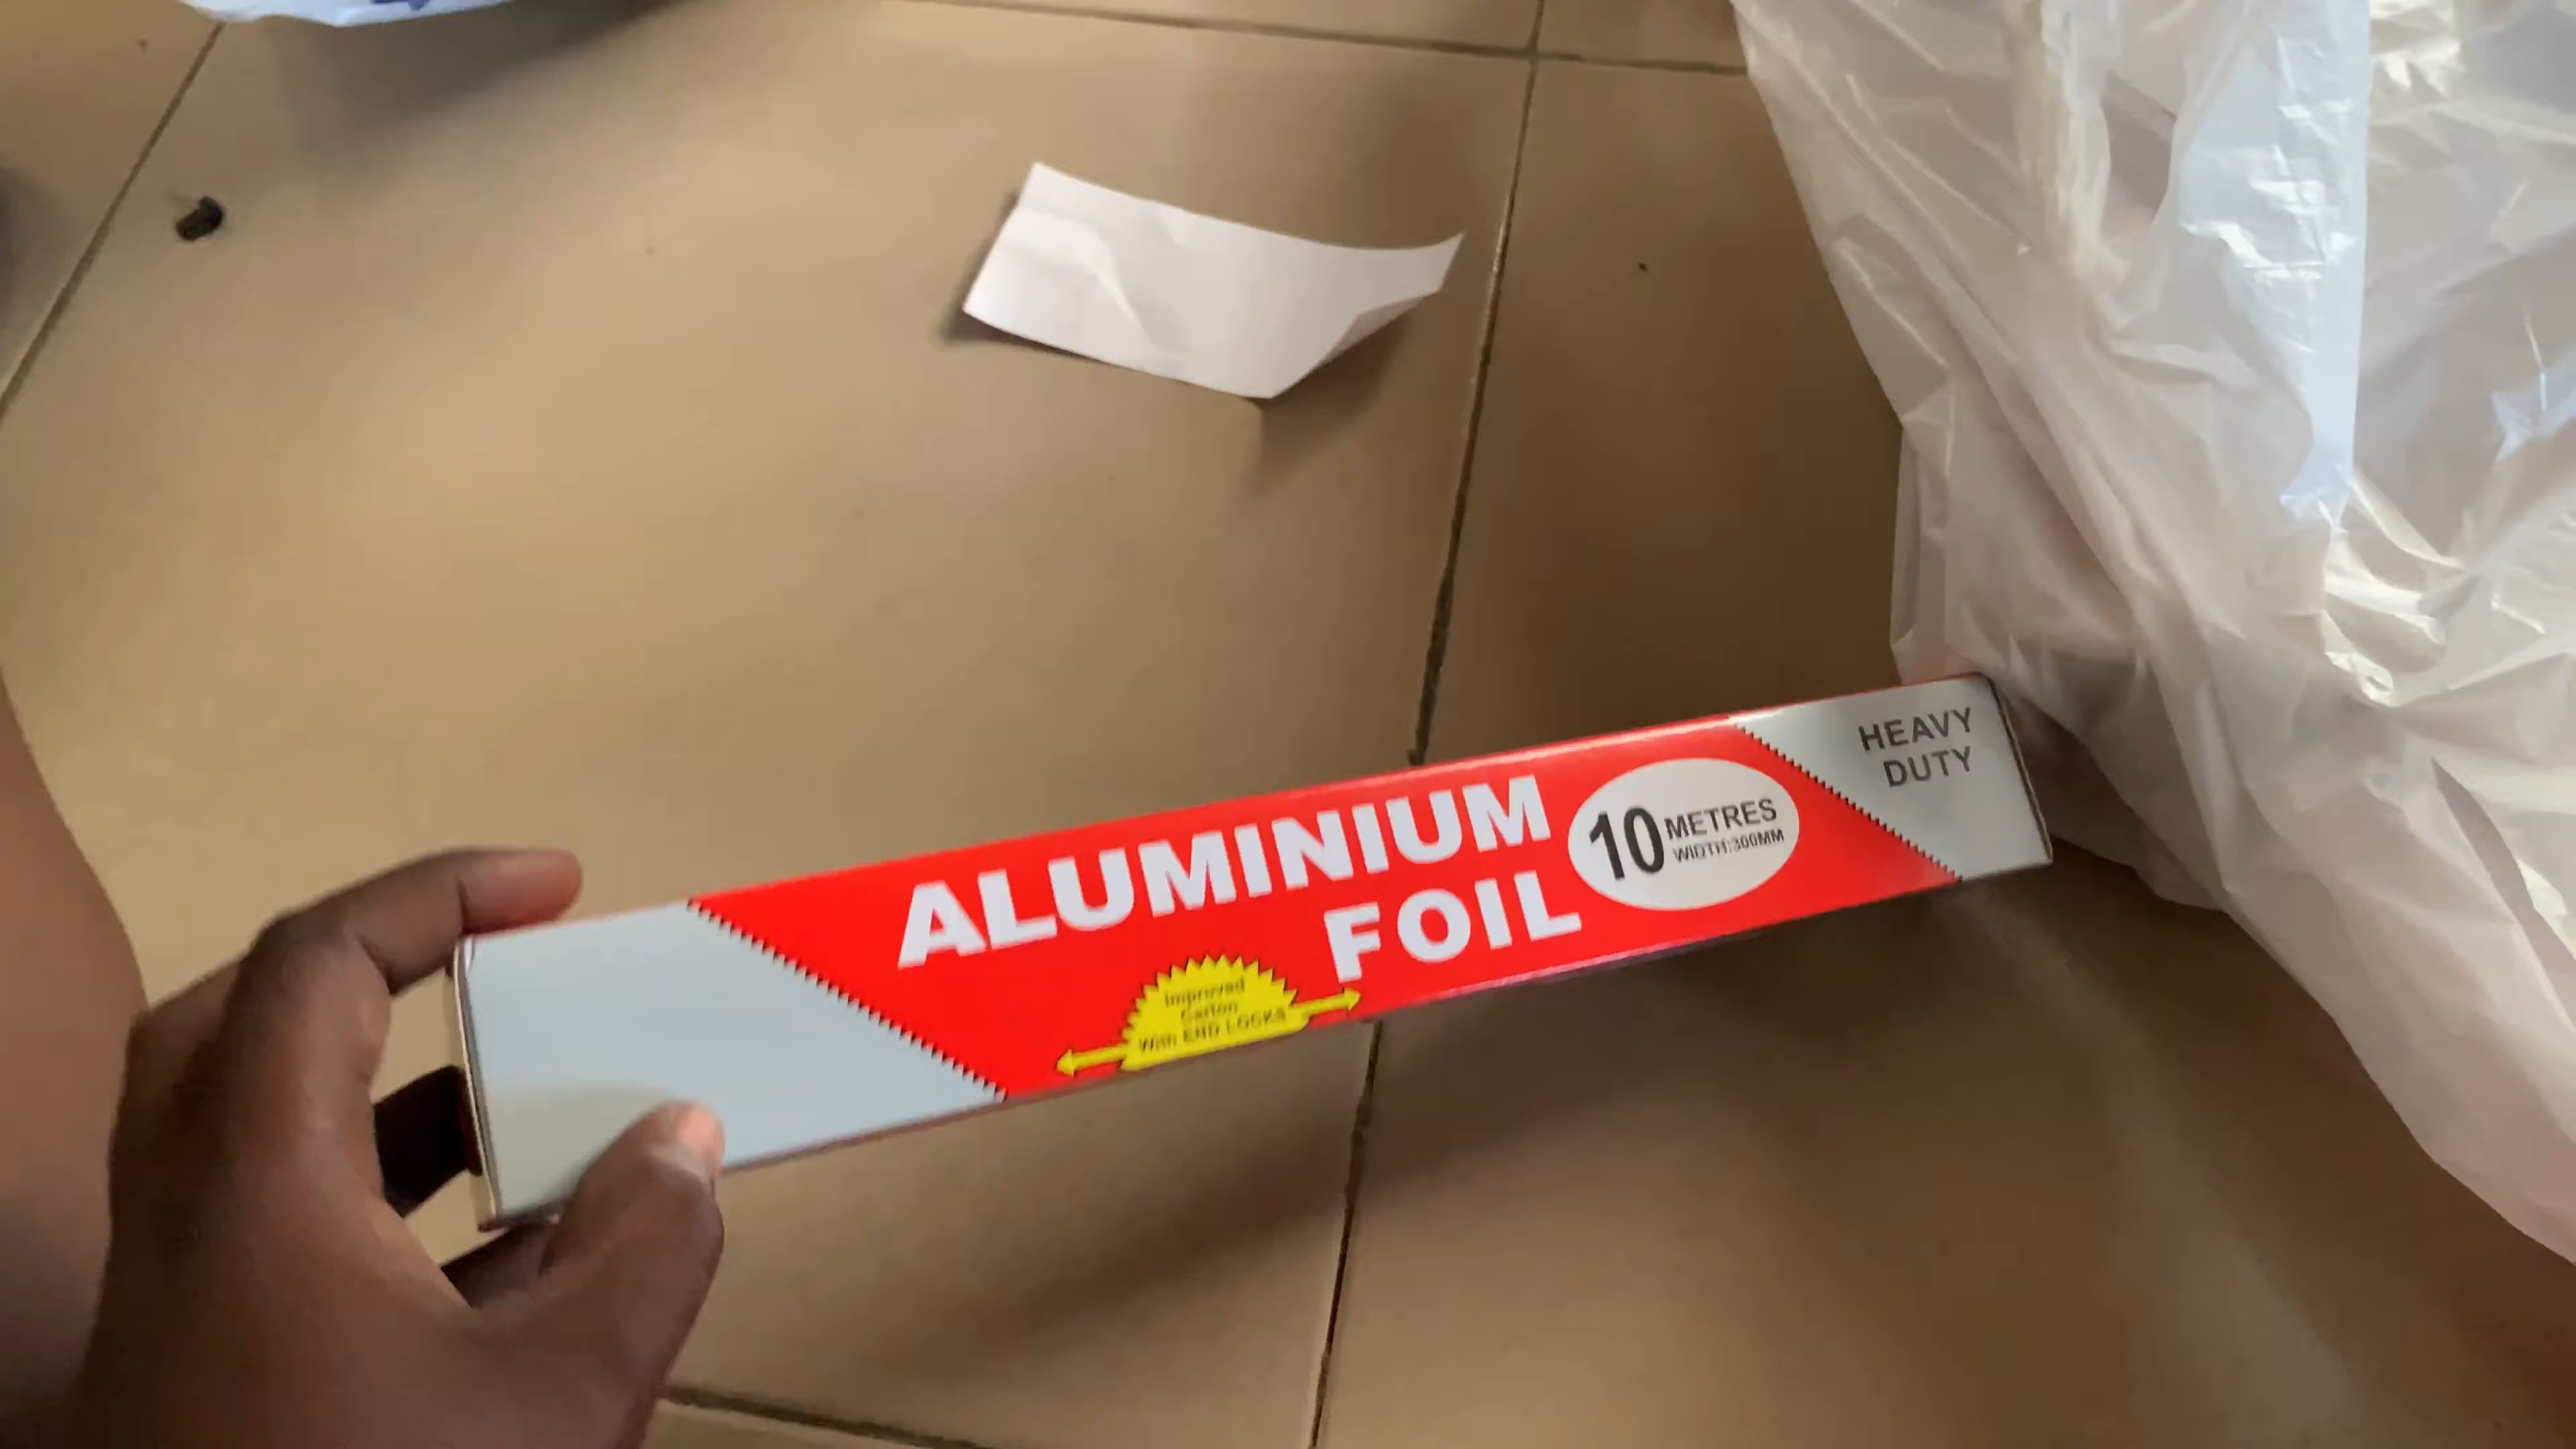 ALUMINIUM
FOIL
10 METRES
WIDTH:300MM
HEAVY
DUTY
Improved
Carton
With END LOCKS